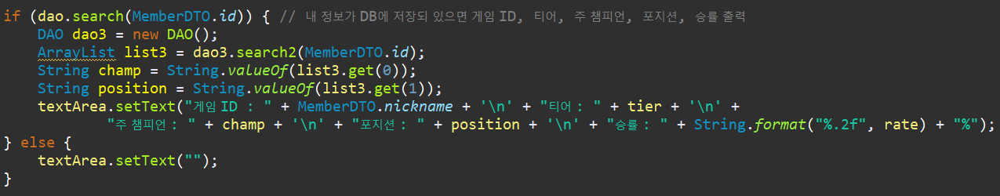 if (dao.search(MemberDTO.id)) { // 내 정보가 DB에 저장되 있으면 게임 ID, 티어, 주 챔피언, 포지션, 승률 출력
    DAO dao3 = new DAO();
    ArrayList list3 = dao3.search2(MemberDTO.id);
    String champ = String.valueOf(list3.get(0));
    String position = String.valueOf(list3.get(1));
    textArea.setText("게임 ID : " + MemberDTO.nickname + '\n' + "티어 : " + tier + '\n' +
            "주 챔피언 : " + champ + '\n' + "포지션 : " + position + '\n' + "승률 : " + String.format("%.2f", rate) + "%");
} else {
    textArea.setText("");
}